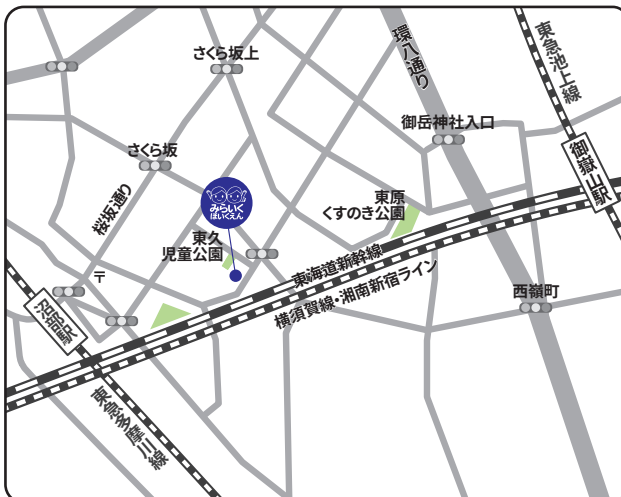 さくら坂上
環八通り
東急池上線
御岳神社入口
さくら坂
御嶽山駅
桜坂通り
みらいく
ほいくえん
東原
くすのき公園
東久
児童公園
東海道新幹線
〒
横須賀線・湘南新宿ライン
西嶺町
沼部駅
東急多摩川線